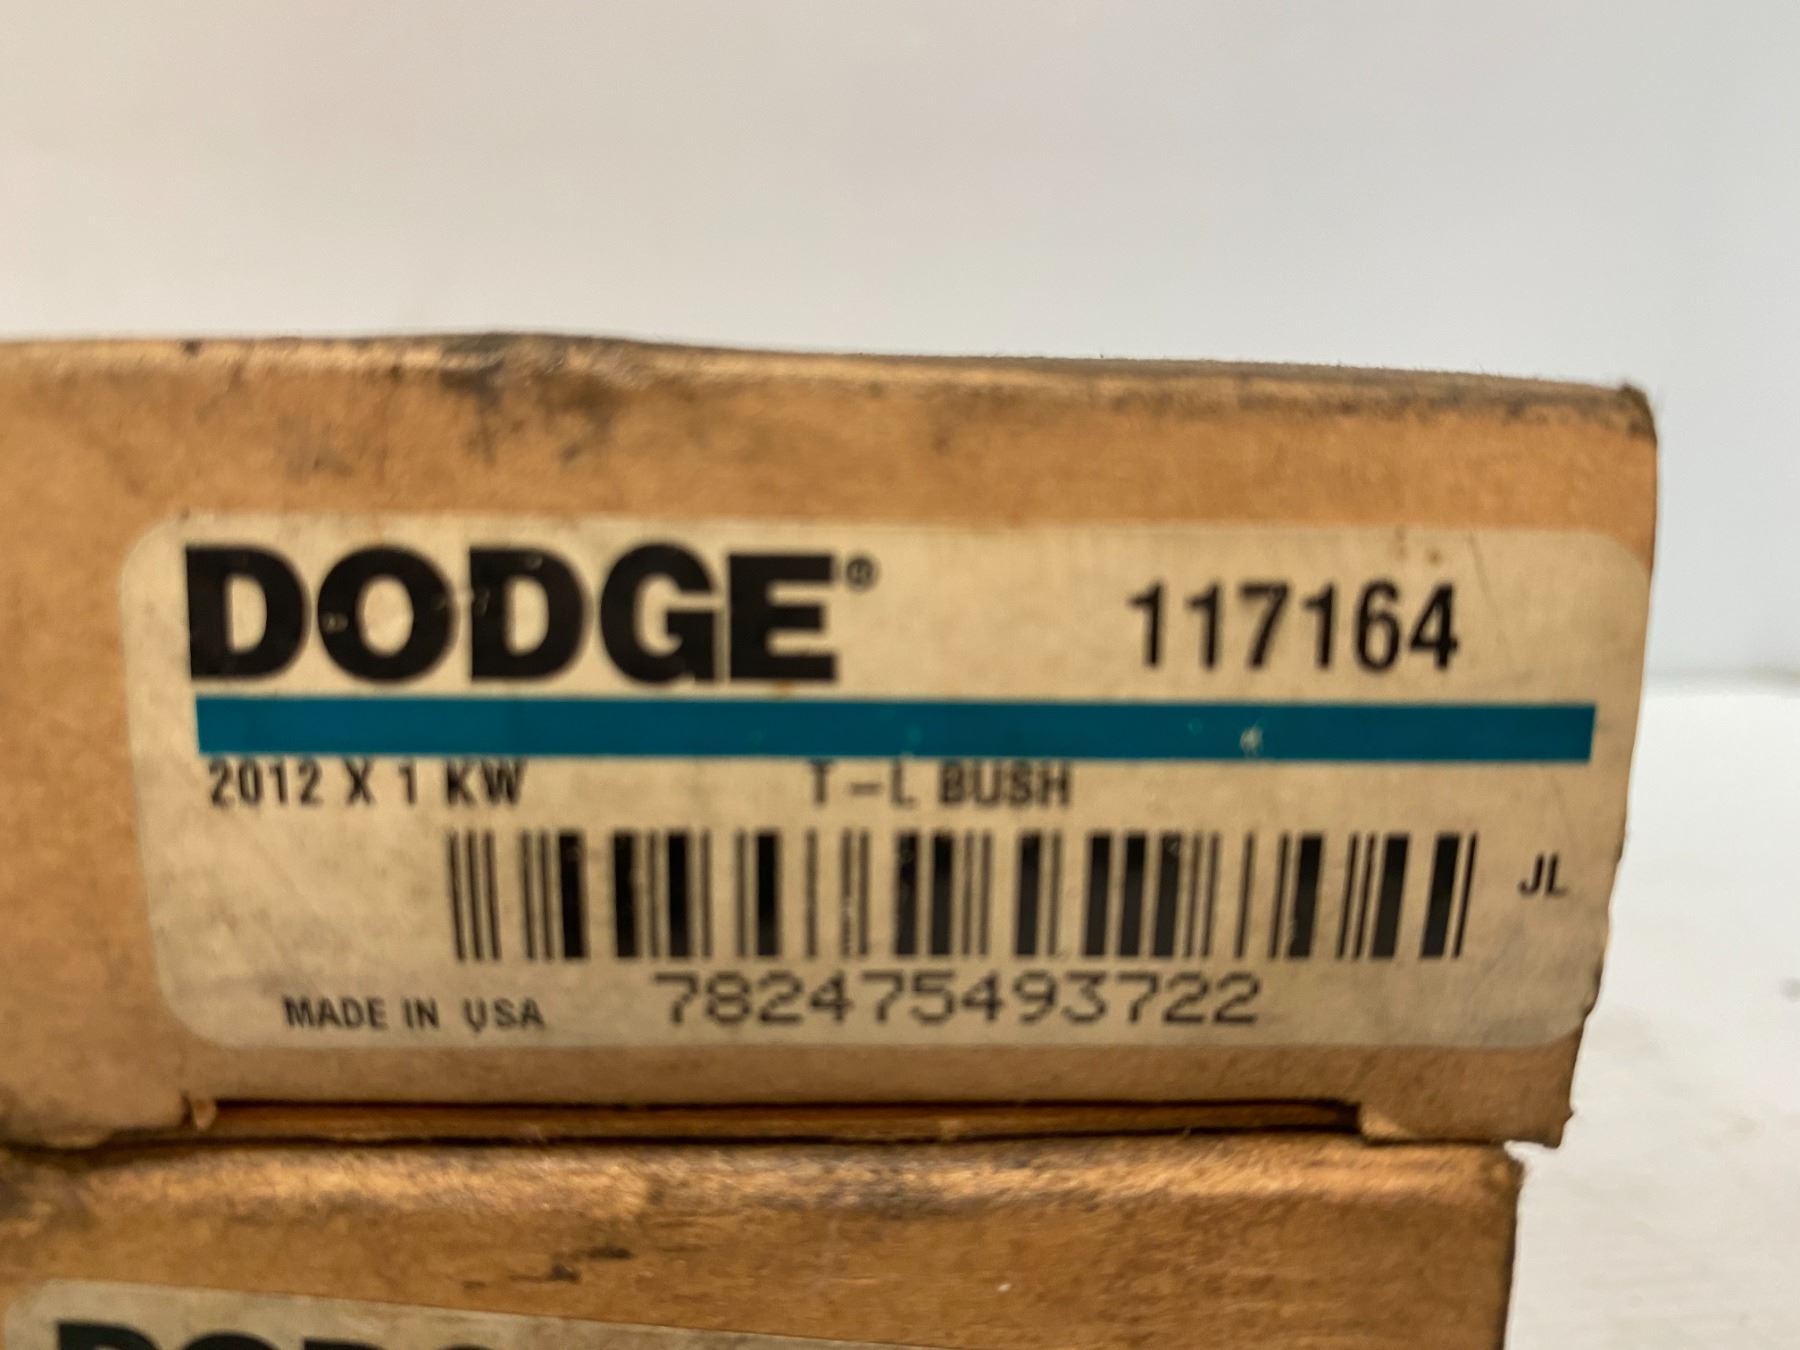 DODGE® 117164
2012 X 1 KW T-L BUSH
JL
MADE IN USA 782475493722